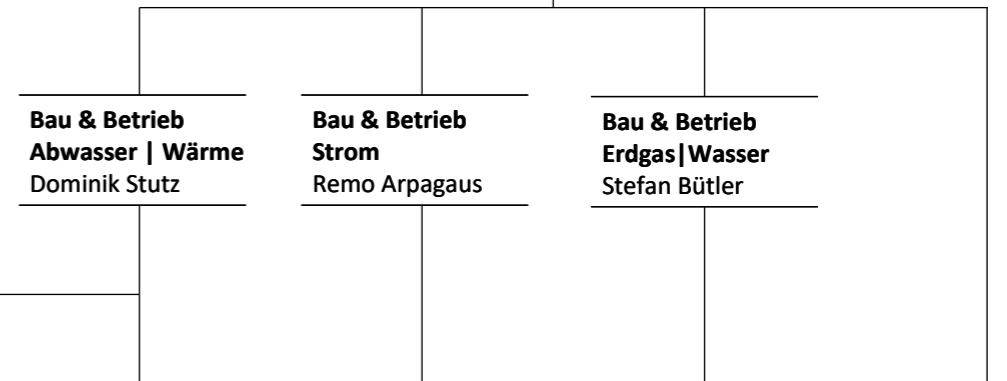 Bau & Betrieb
Abwasser | Wärme
Dominik Stutz
Bau & Betrieb
Strom
Remo Arpagaus
Bau & Betrieb
Erdgas|Wasser
Stefan Bütler